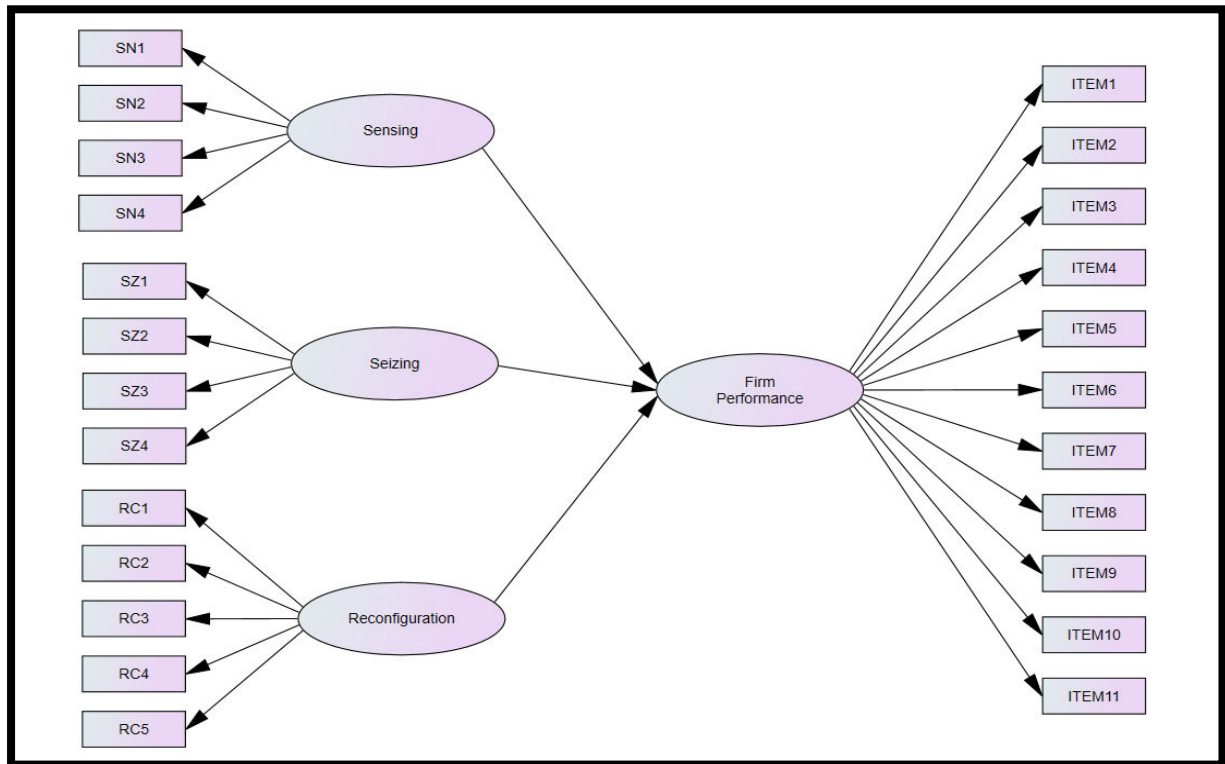 SN1
SN2
SN3
SN4
Sensing
SZ1
SZ2
SZ3
SZ4
Seizing
RC1
RC2
RC3
RC4
RC5
Reconfiguration
Firm
Performance
ITEM1
ITEM2
ITEM3
ITEM4
ITEM5
ITEM6
ITEM7
ITEM8
ITEM9
ITEM10
ITEM11